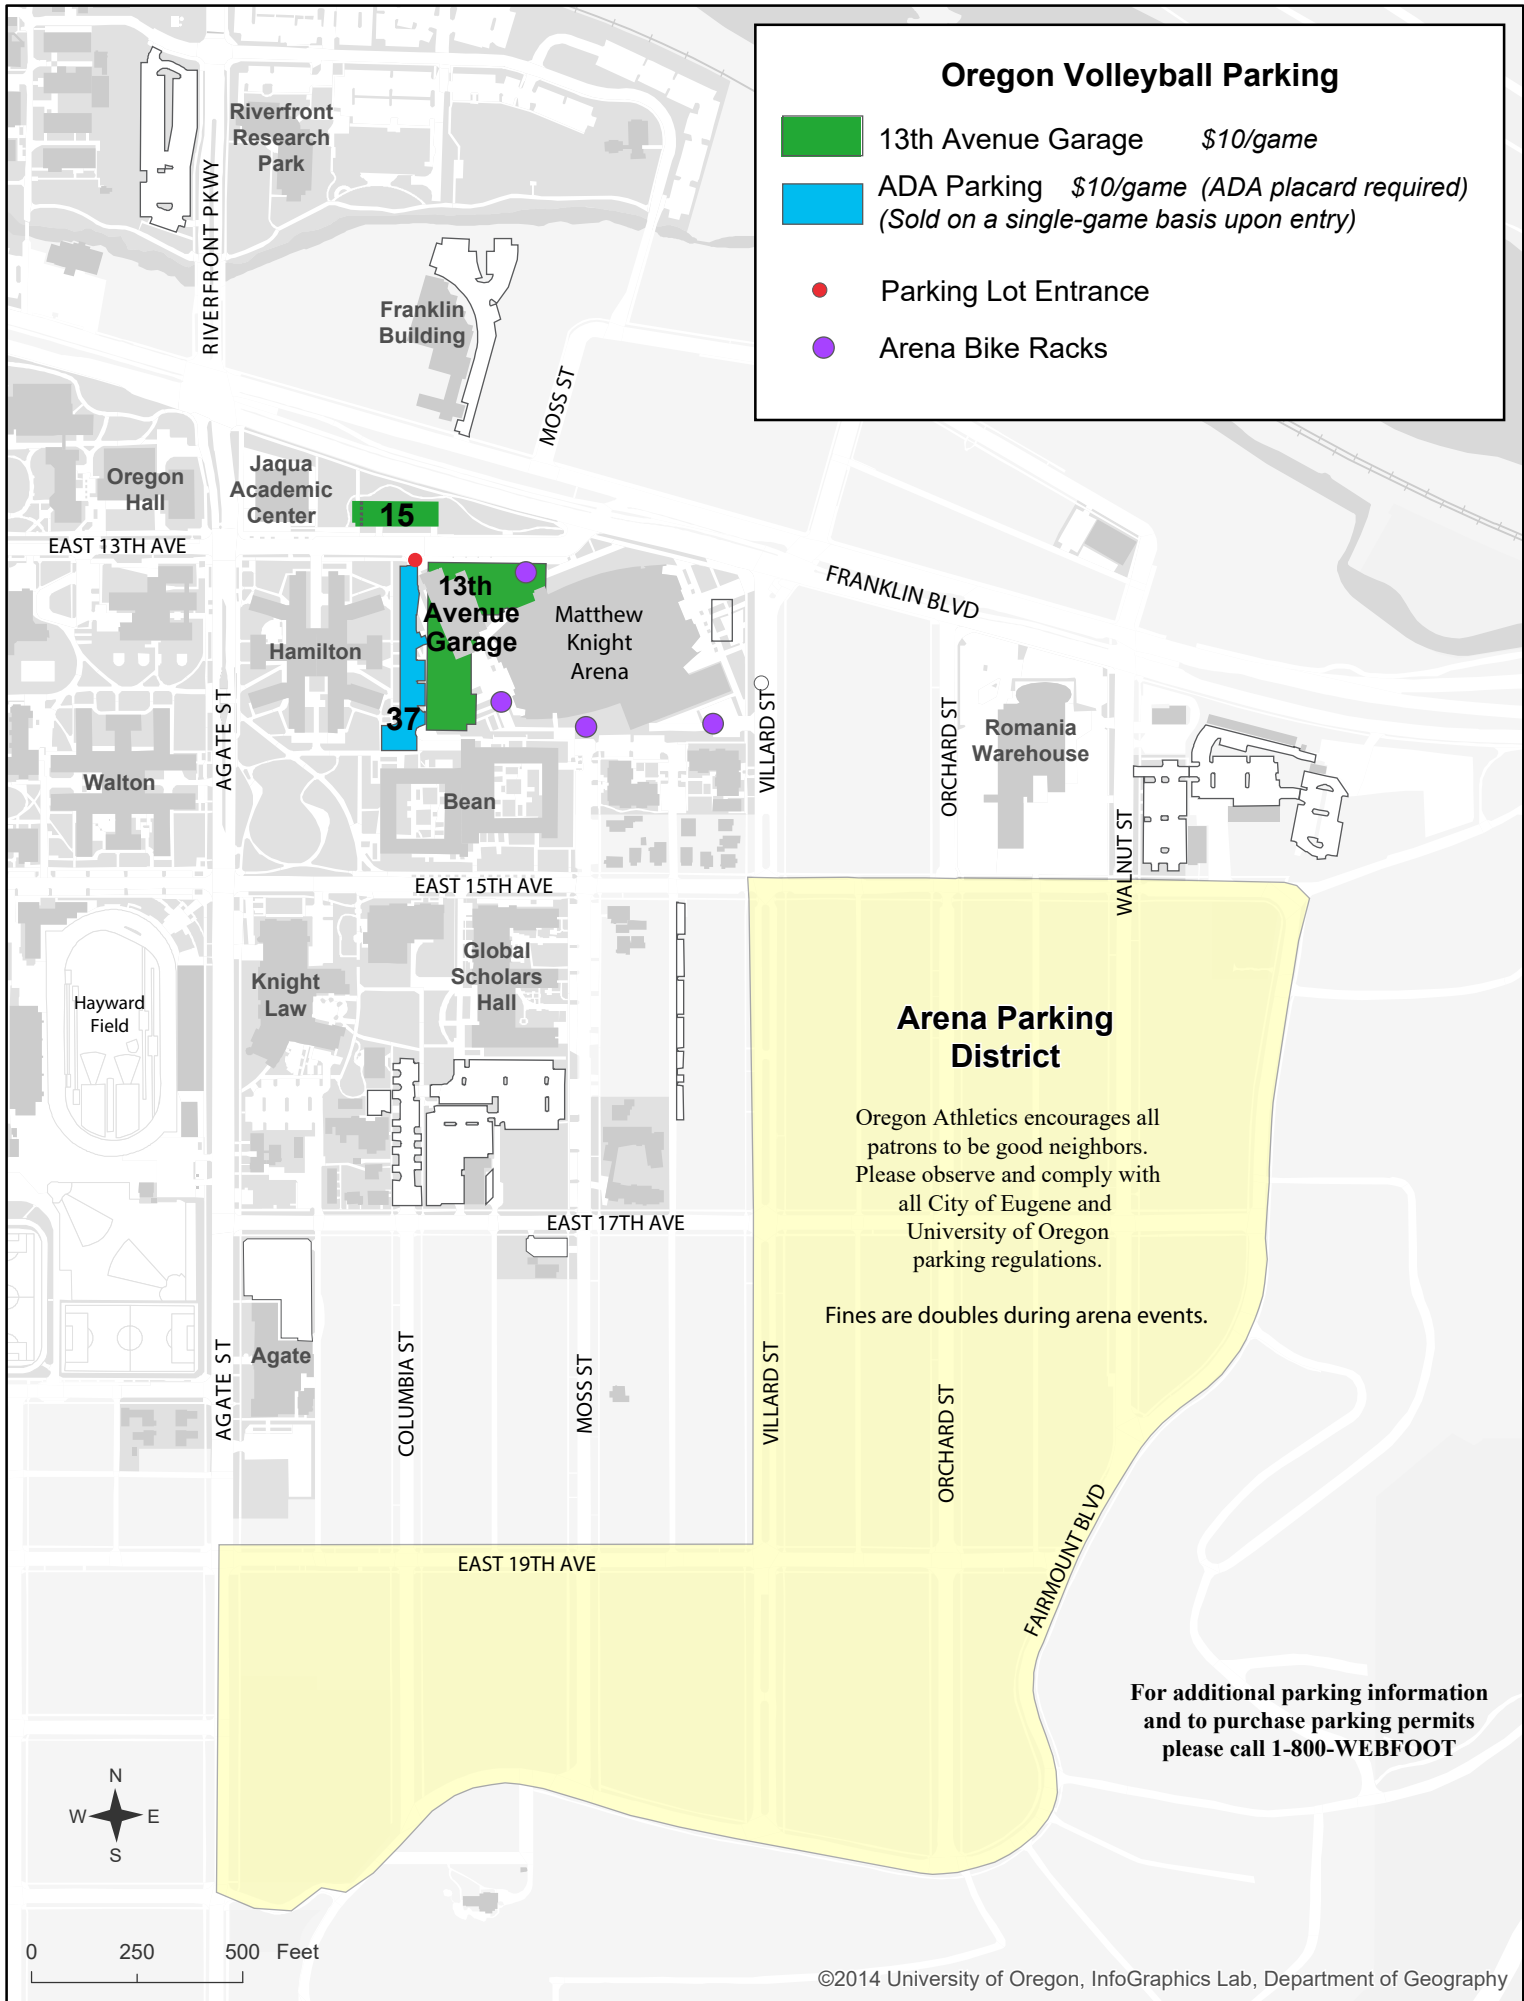 Oregon Volleyball Parking
13th Avenue Garage $10/game
ADA Parking $10/game (ADA placard required)
(Sold on a single-game basis upon entry)
Parking Lot Entrance
Arena Bike Racks
Riverfront
Research
Park
RIVERFRONT PKWY
Franklin
Building
MOSS ST
Oregon
Hall
Jaqua
Academic
Center
15
EAST 13TH AVE
FRANKLIN BLVD
13th
Avenue
Garage
Matthew
Knight
Arena
Hamilton
37
AGATE ST
VILLARD ST
ORCHARD ST
Romania
Warehouse
Walton
Bean
WALNUT ST
EAST 15TH AVE
Global
Scholars
Hall
Knight
Law
Hayward
Field
Arena Parking
District
Oregon Athletics encourages all
patrons to be good neighbors.
Please observe and comply with
all City of Eugene and
University of Oregon
parking regulations.
EAST 17TH AVE
Fines are doubles during arena events.
Agate
AGATE ST
COLUMBIA ST
MOSS ST
VILLARD ST
ORCHARD ST
FAIRMOUNT BLVD
EAST 19TH AVE
For additional parking information
and to purchase parking permits
please call 1-800-WEBFOOT
N
W E
S
0 250 500 Feet
©2014 University of Oregon, InfoGraphics Lab, Department of Geography